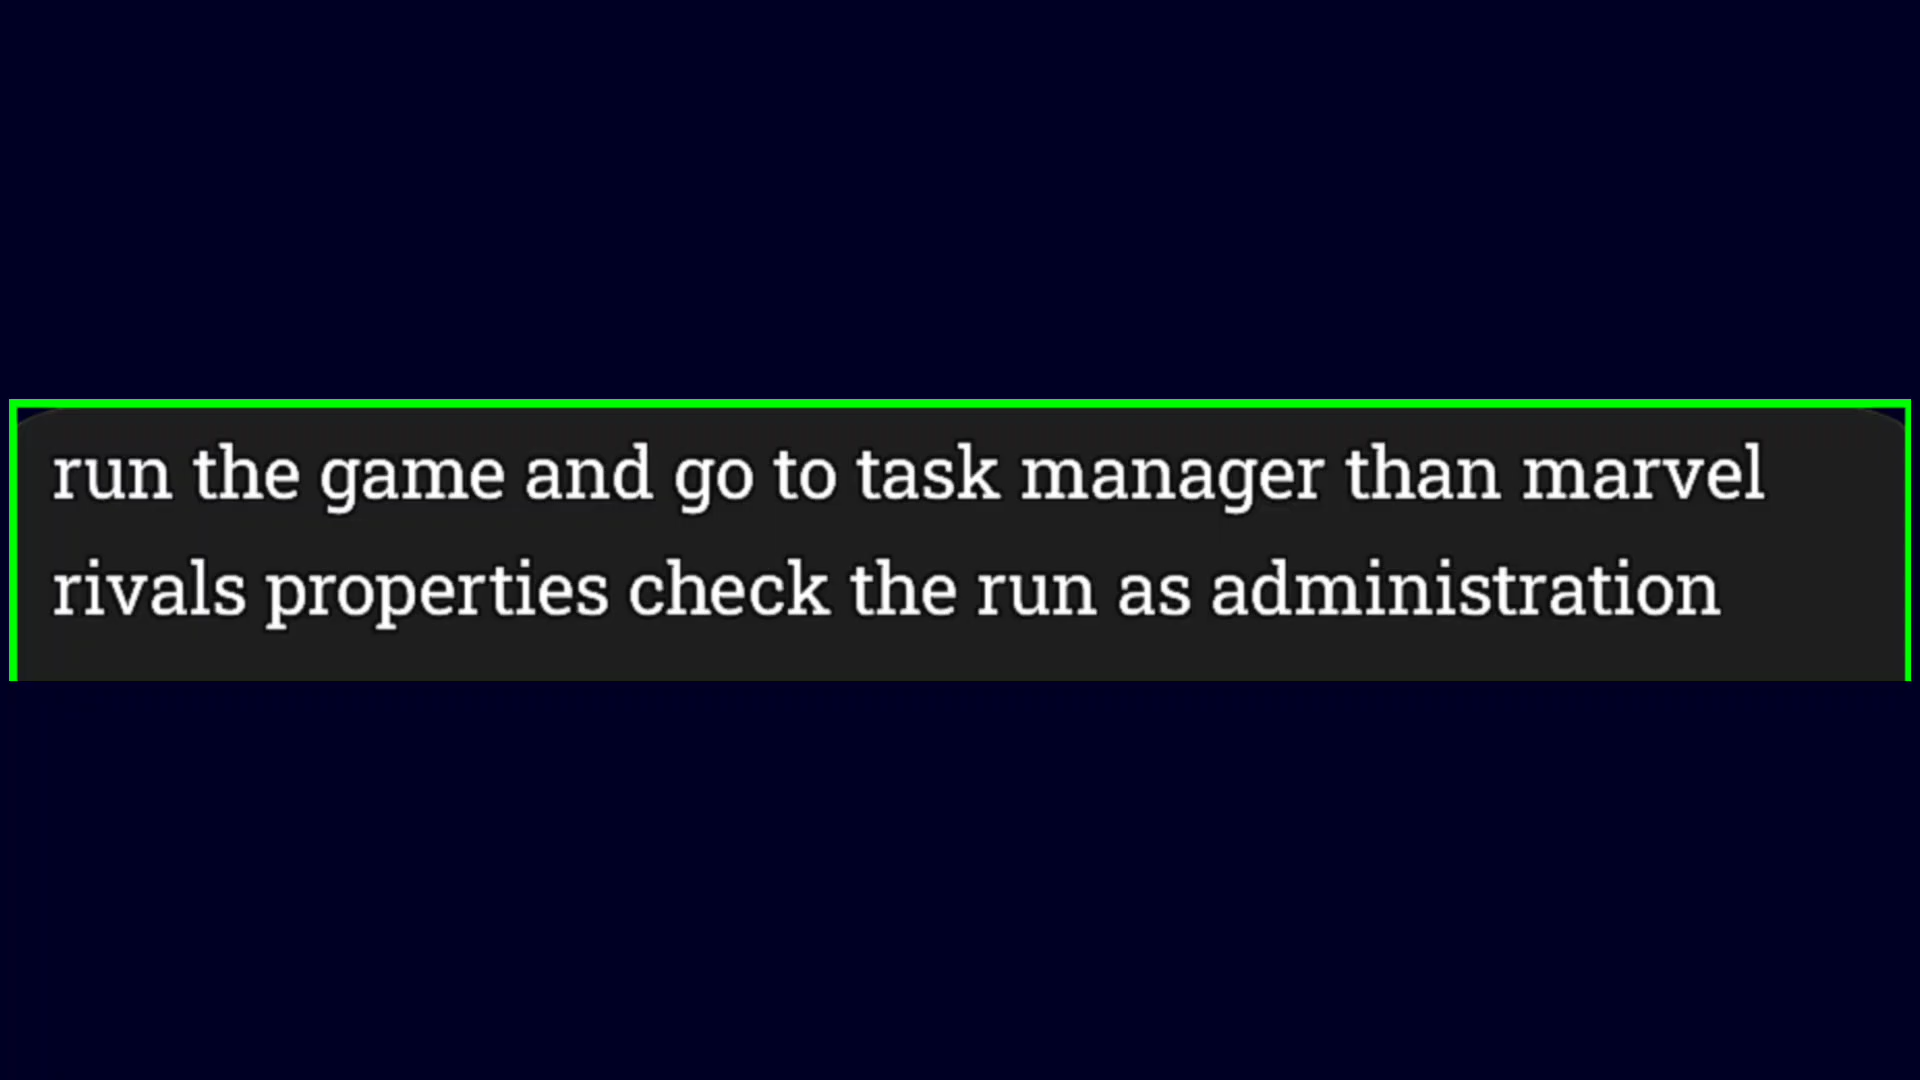 run the game and go to task manager than marvel
rivals properties check the run as administration